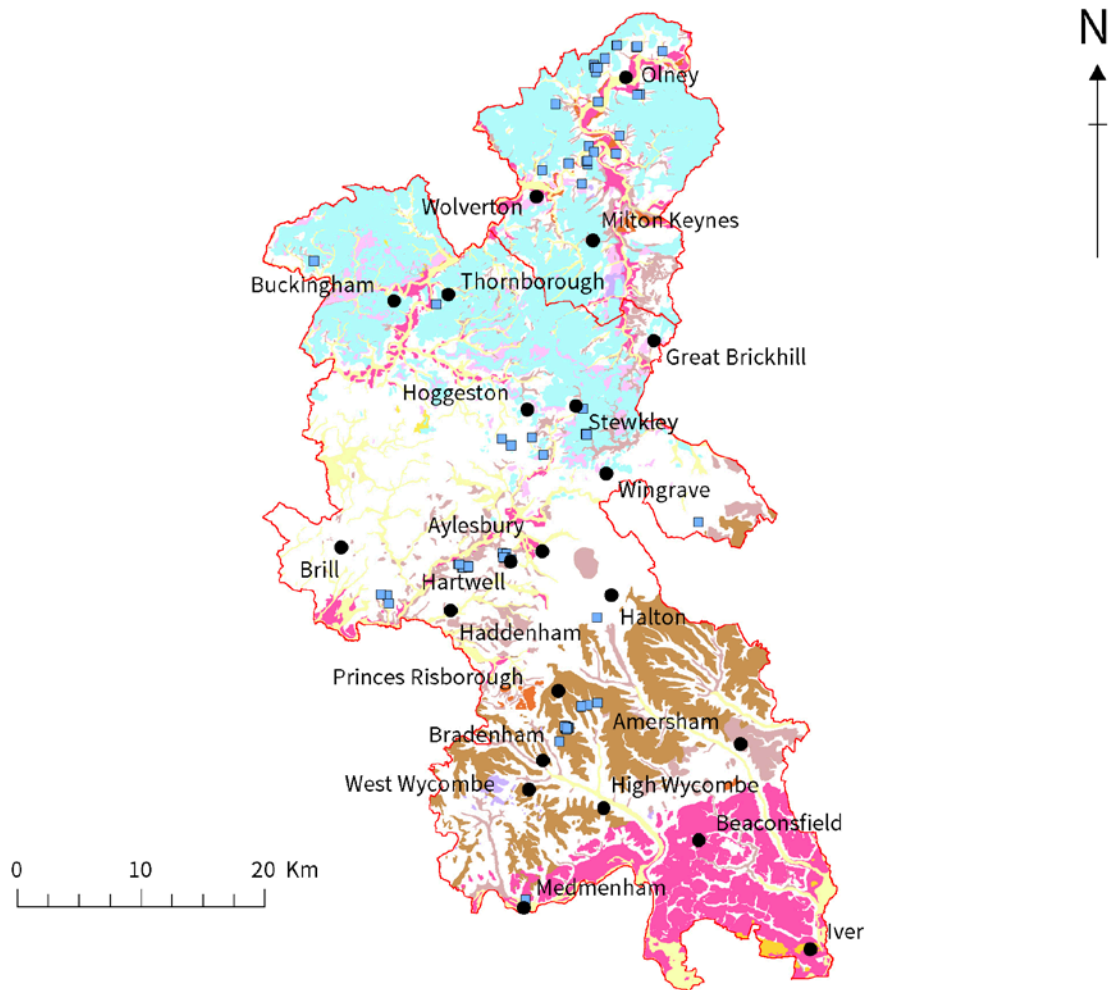 N
Olney
Wolverton
Milton Keynes
Buckingham
Thornborough
Great Brickhill
Hoggeston
Stewkley
Wingrave
Aylesbury
Brill
Hartwell
Halton
Haddenham
Princes Risborough
Amersham
Bradenham
West Wycombe
High Wycombe
Beaconsfield
0 10 20 Km
Medmenham
Iver